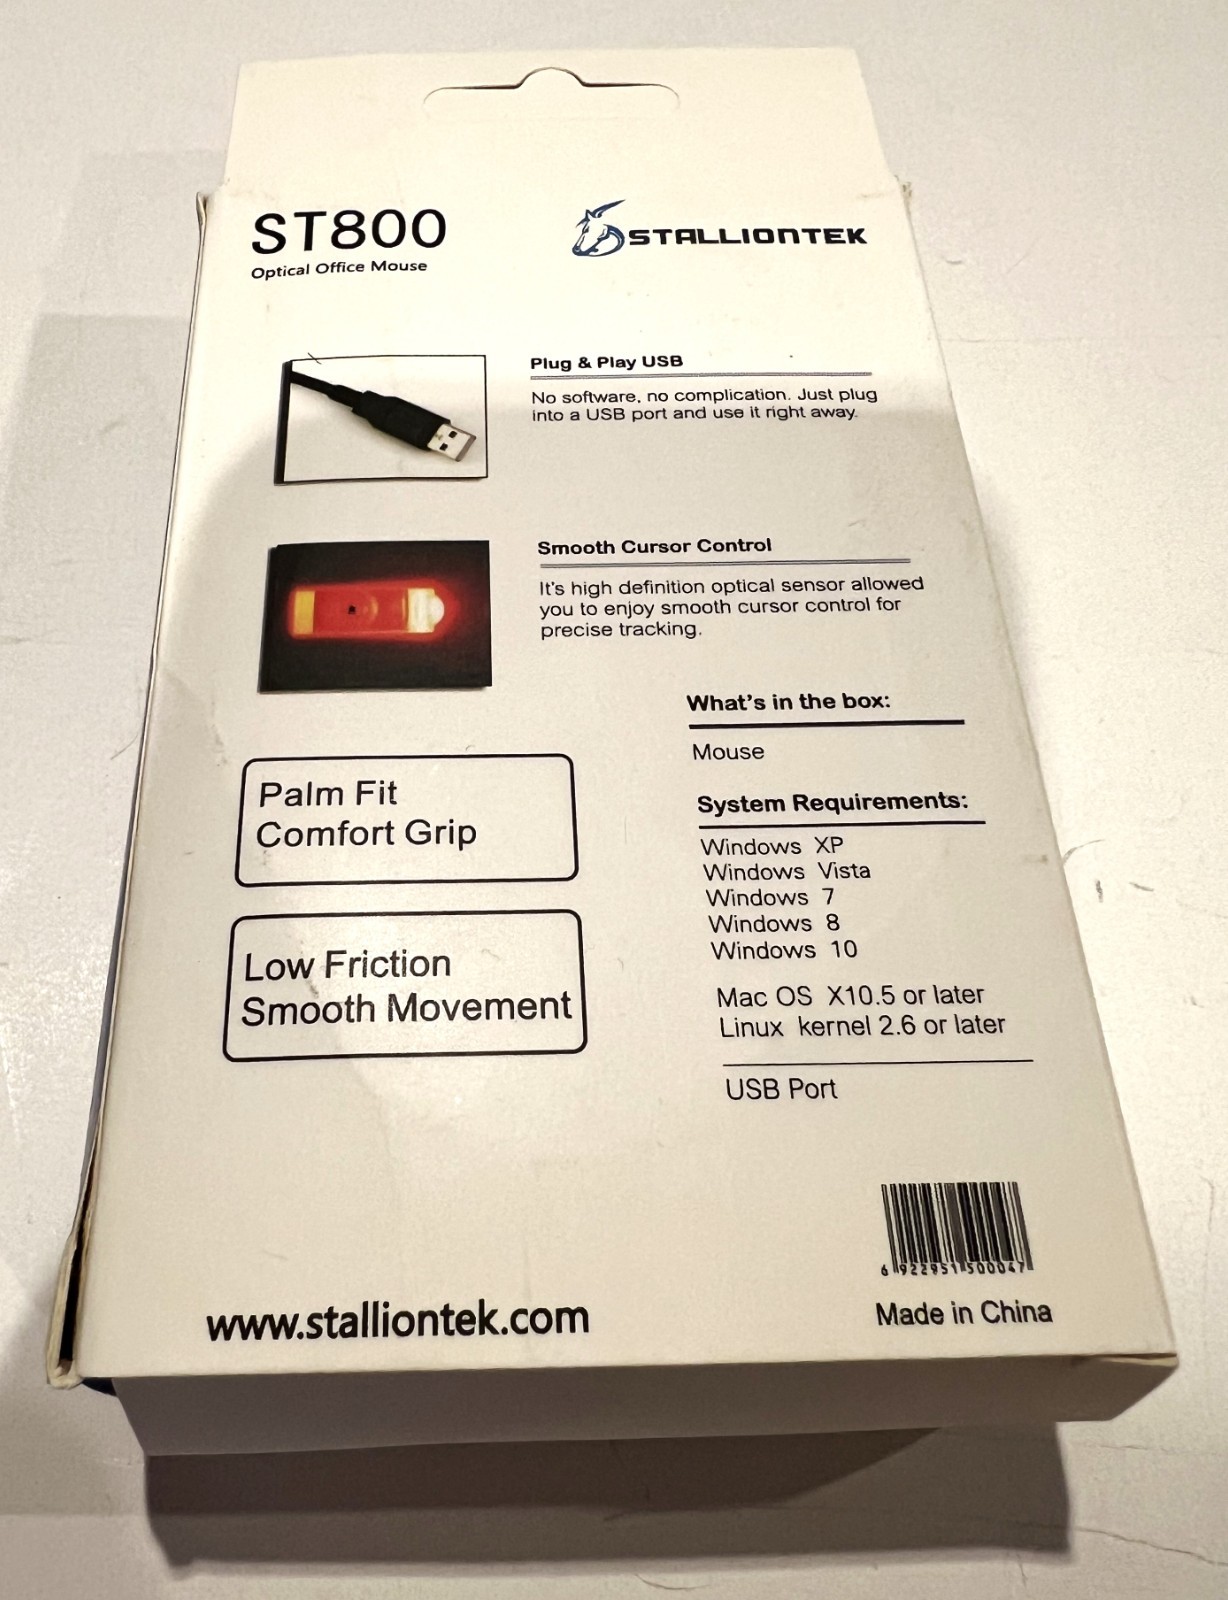 ST800
Optical Office Mouse
STALLIONTEK
Plug & Play USB
No software, no complication. Just plug
into a USB port and use it right away.
Smooth Cursor Control
It's high definition optical sensor allowed
you to enjoy smooth cursor control for
precise tracking.
What's in the box:
Mouse
System Requirements:
Windows XP
Windows Vista
Windows 7
Windows 8
Windows 10
Mac OS X10.5 or later
Linux kernel 2.6 or later
USB Port
Palm Fit
Comfort Grip
Low Friction
Smooth Movement
6 922951 500047
Made in China
www.stalliontek.com